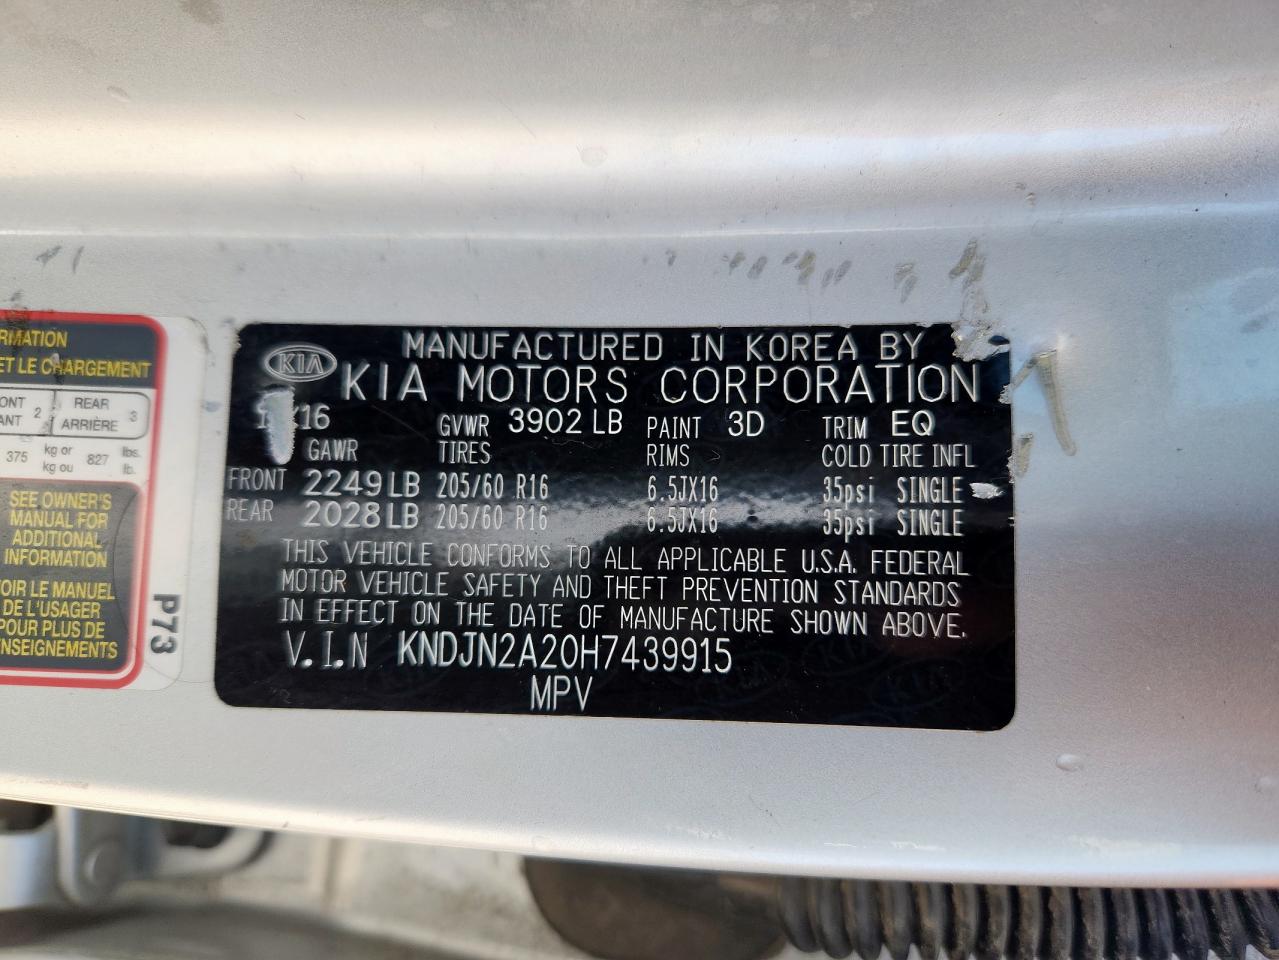 RMATION
ET LE CHARGEMENT
ONT 2 REAR 3
ANT ARRIÈRE
375 kg or 827 lbs.
kg ou lb.
SEE OWNER'S
MANUAL FOR
ADDITIONAL
INFORMATION
VOIR LE MANUEL
DE L'USAGER
POUR PLUS DE
ENSEIGNEMENTS
P73
KIA
MANUFACTURED IN KOREA BY
KIA MOTORS CORPORATION
16 GVWR 3902 LB PAINT 3D TRIM EQ
GAWR TIRES RIMS COLD TIRE INFL
FRONT 2249 LB 205/60 R16 6.5JX16 35psi SINGLE
REAR 2028 LB 205/60 R16 6.5JX16 35psi SINGLE
THIS VEHICLE CONFORMS TO ALL APPLICABLE U.S.A. FEDERAL
MOTOR VEHICLE SAFETY AND THEFT PREVENTION STANDARDS
IN EFFECT ON THE DATE OF MANUFACTURE SHOWN ABOVE.
V.I.N KNDJN2A20H7439915
MPV